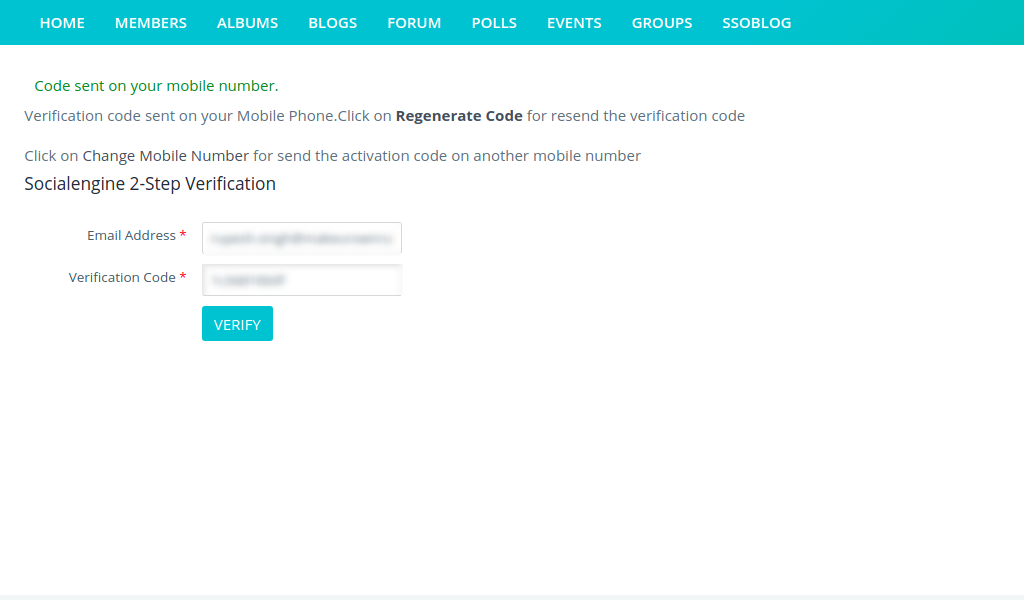 HOME MEMBERS ALBUMS BLOGS FORUM POLLS EVENTS GROUPS SSOBLOG
Code sent on your mobile number.
Verification code sent on your Mobile Phone.Click on Regenerate Code for resend the verification code
Click on Change Mobile Number for send the activation code on another mobile number
Socialengine 2-Step Verification
Email Address *
Verification Code *
VERIFY